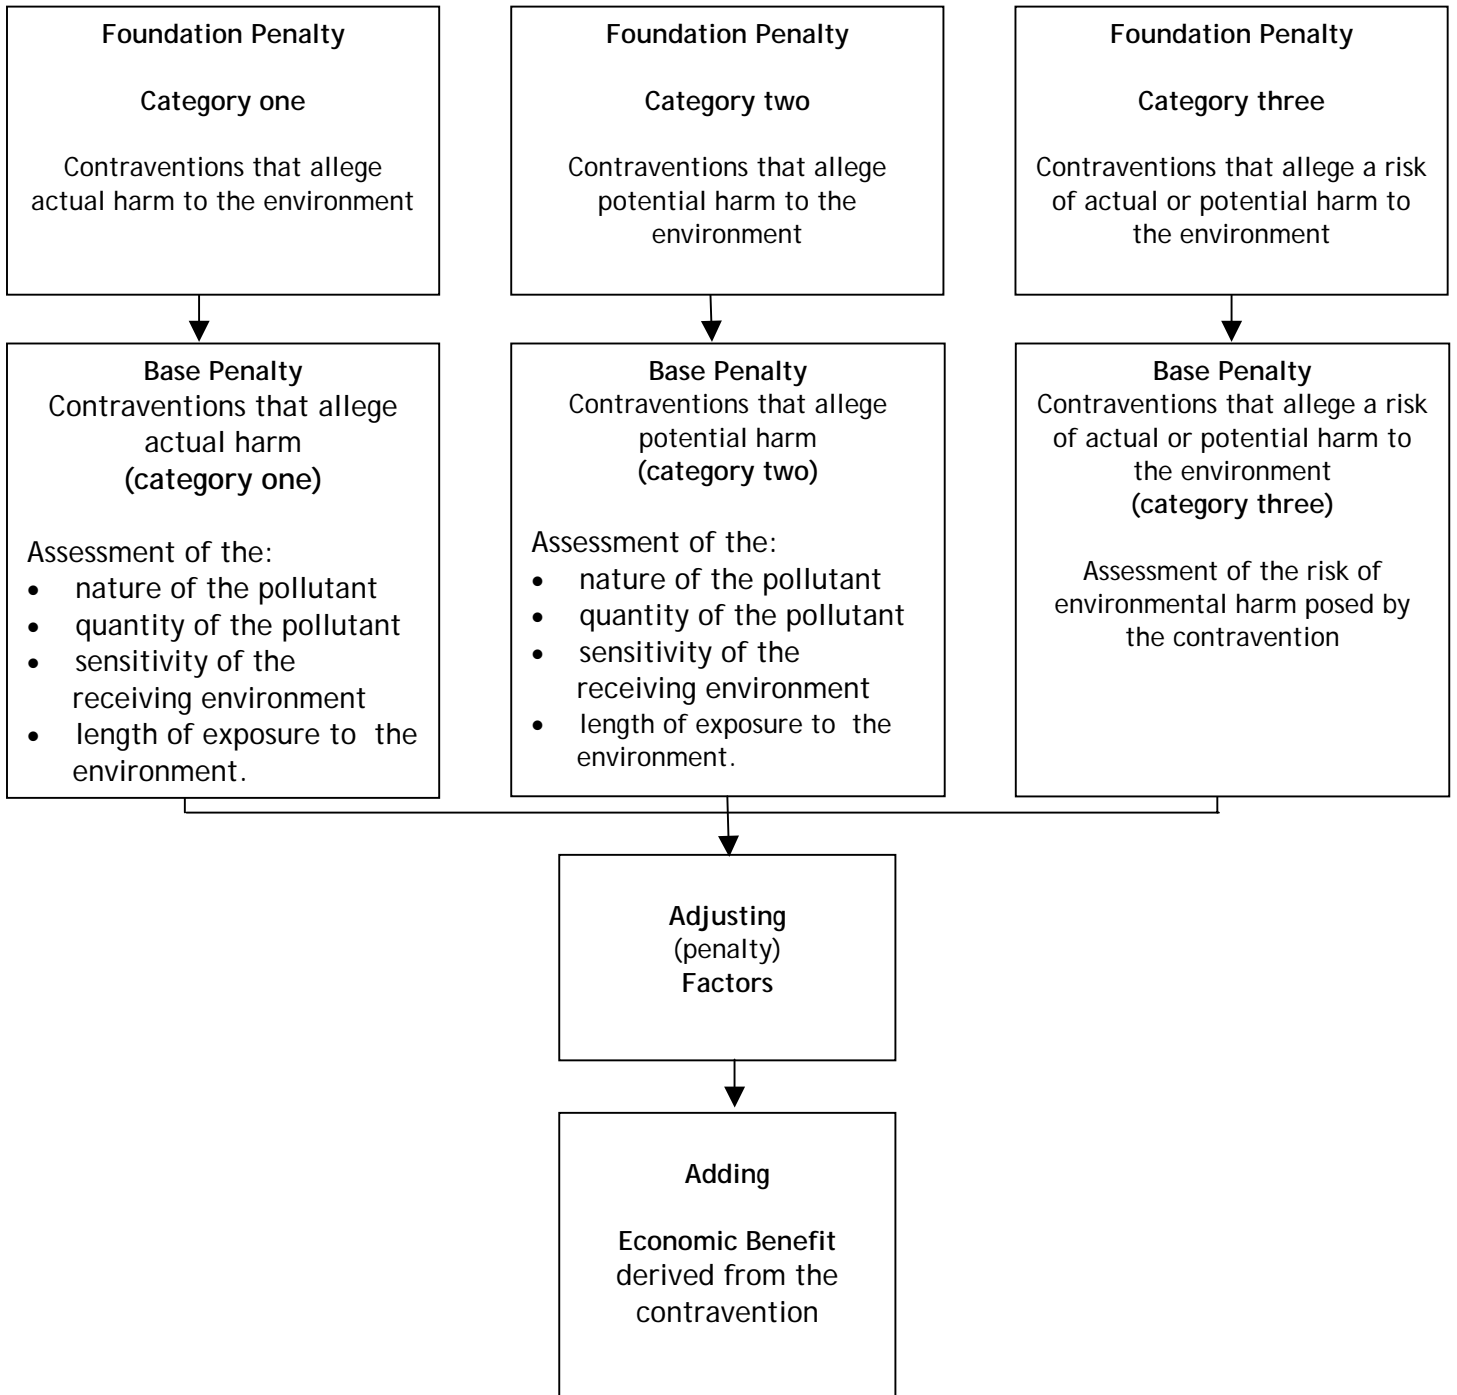 Foundation Penalty
Category one
Contraventions that allege
actual harm to the environment
Foundation Penalty
Category two
Contraventions that allege
potential harm to the
environment
Foundation Penalty
Category three
Contraventions that allege a risk
of actual or potential harm to
the environment
Base Penalty
Contraventions that allege
actual harm
(category one)
Assessment of the:
• nature of the pollutant
• quantity of the pollutant
• sensitivity of the
receiving environment
• length of exposure to the
environment.
Base Penalty
Contraventions that allege
potential harm
(category two)
Assessment of the:
• nature of the pollutant
• quantity of the pollutant
• sensitivity of the
receiving environment
• length of exposure to the
environment.
Base Penalty
Contraventions that allege a risk
of actual or potential harm to
the environment
(category three)
Assessment of the risk of
environmental harm posed by
the contravention
Adjusting
(penalty)
Factors
Adding
Economic Benefit
derived from the
contravention